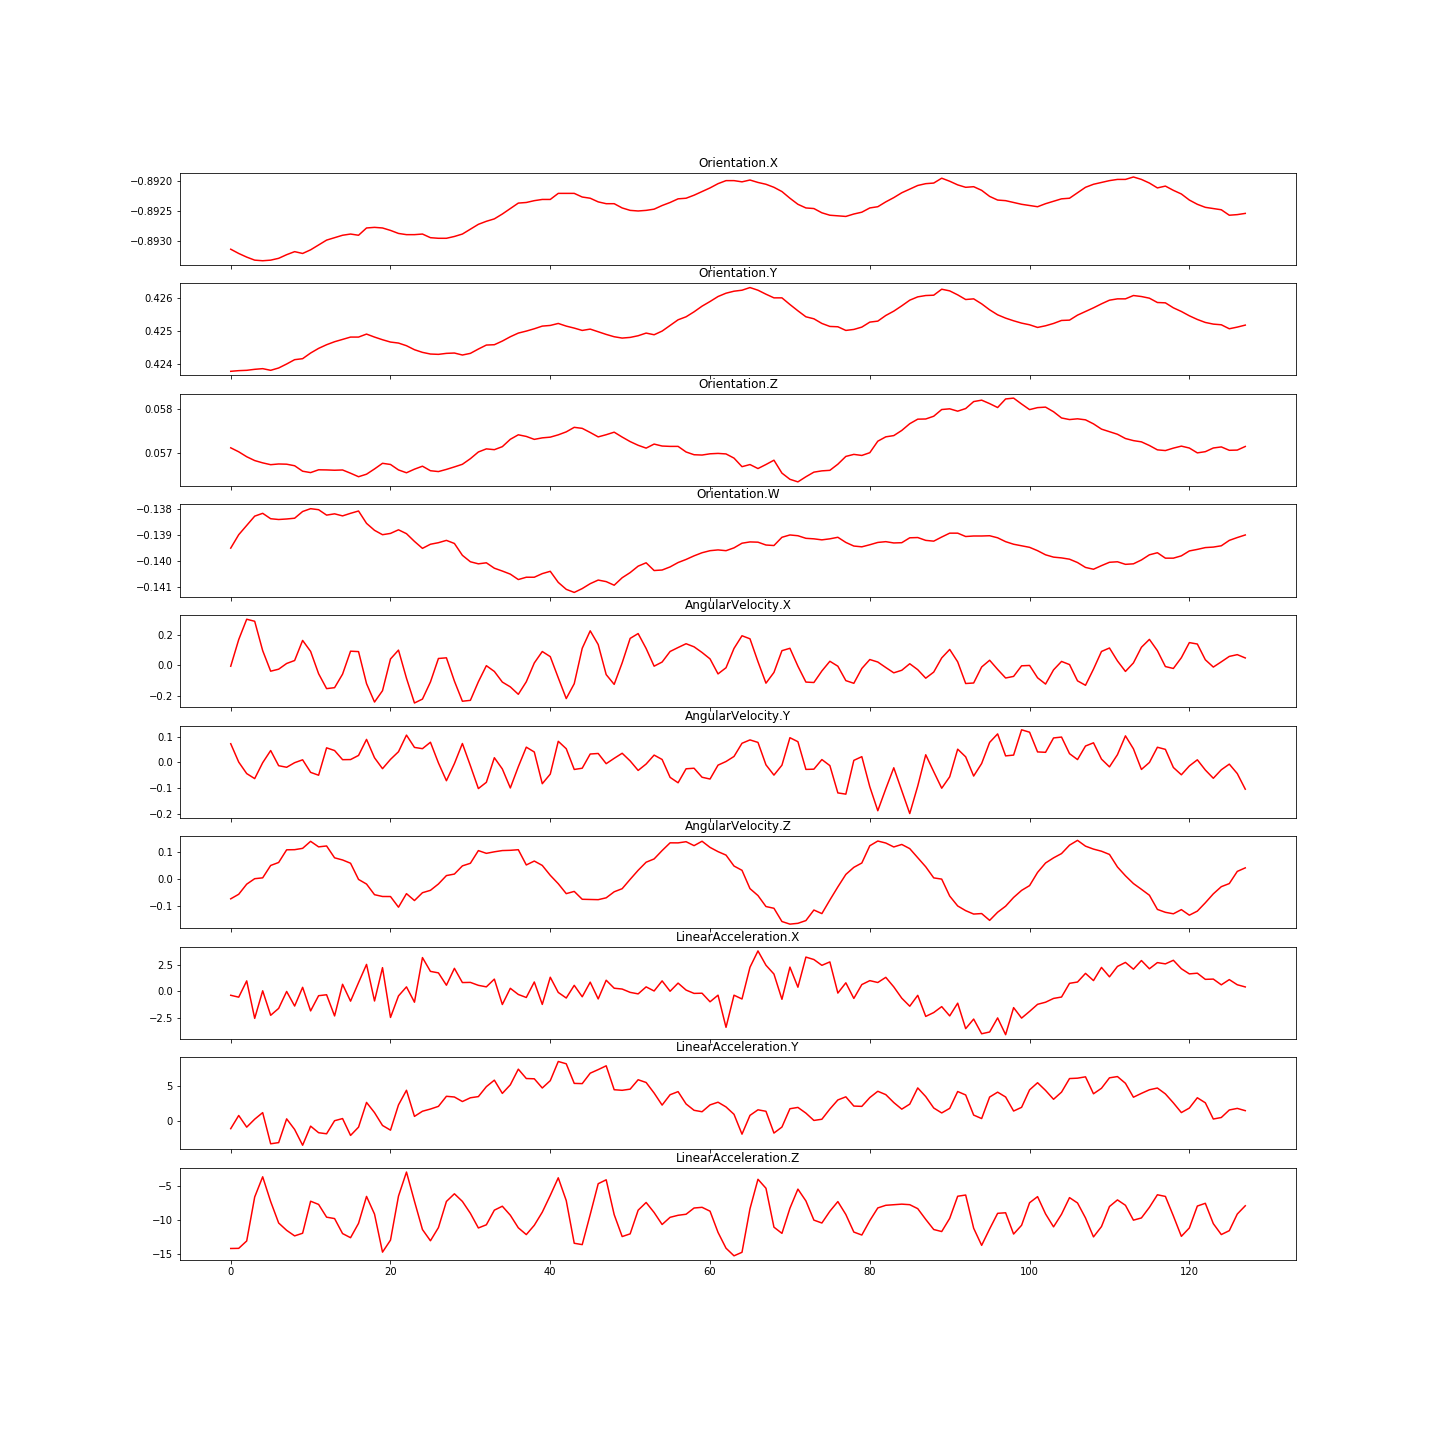 Orientation.X
−0.8920
−0.8925
−0.8930
Orientation.Y
0.426
0.425
0.424
Orientation.Z
0.058
0.057
Orientation.W
−0.138
−0.139
−0.140
−0.141
AngularVelocity.X
0.2
0.0
−0.2
AngularVelocity.Y
0.1
0.0
−0.1
−0.2
AngularVelocity.Z
0.1
0.0
−0.1
LinearAcceleration.X
2.5
0.0
−2.5
LinearAcceleration.Y
5
0
LinearAcceleration.Z
−5
−10
−15
0 20 40 60 80 100 120